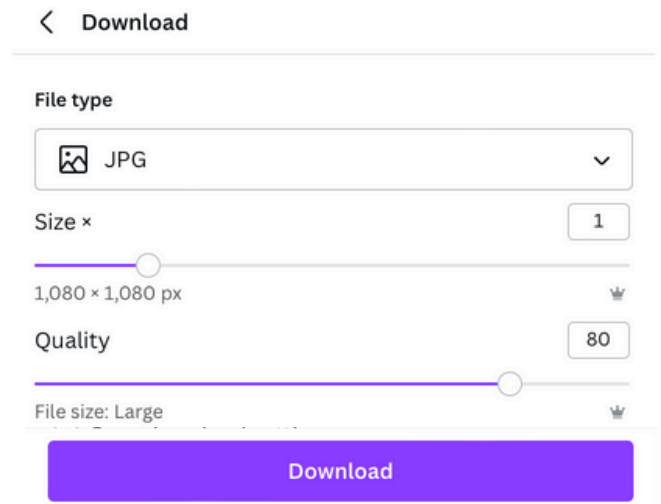 Download
File type
JPG
Size × 1
1,080 × 1,080 px
Quality 80
File size: Large
Download